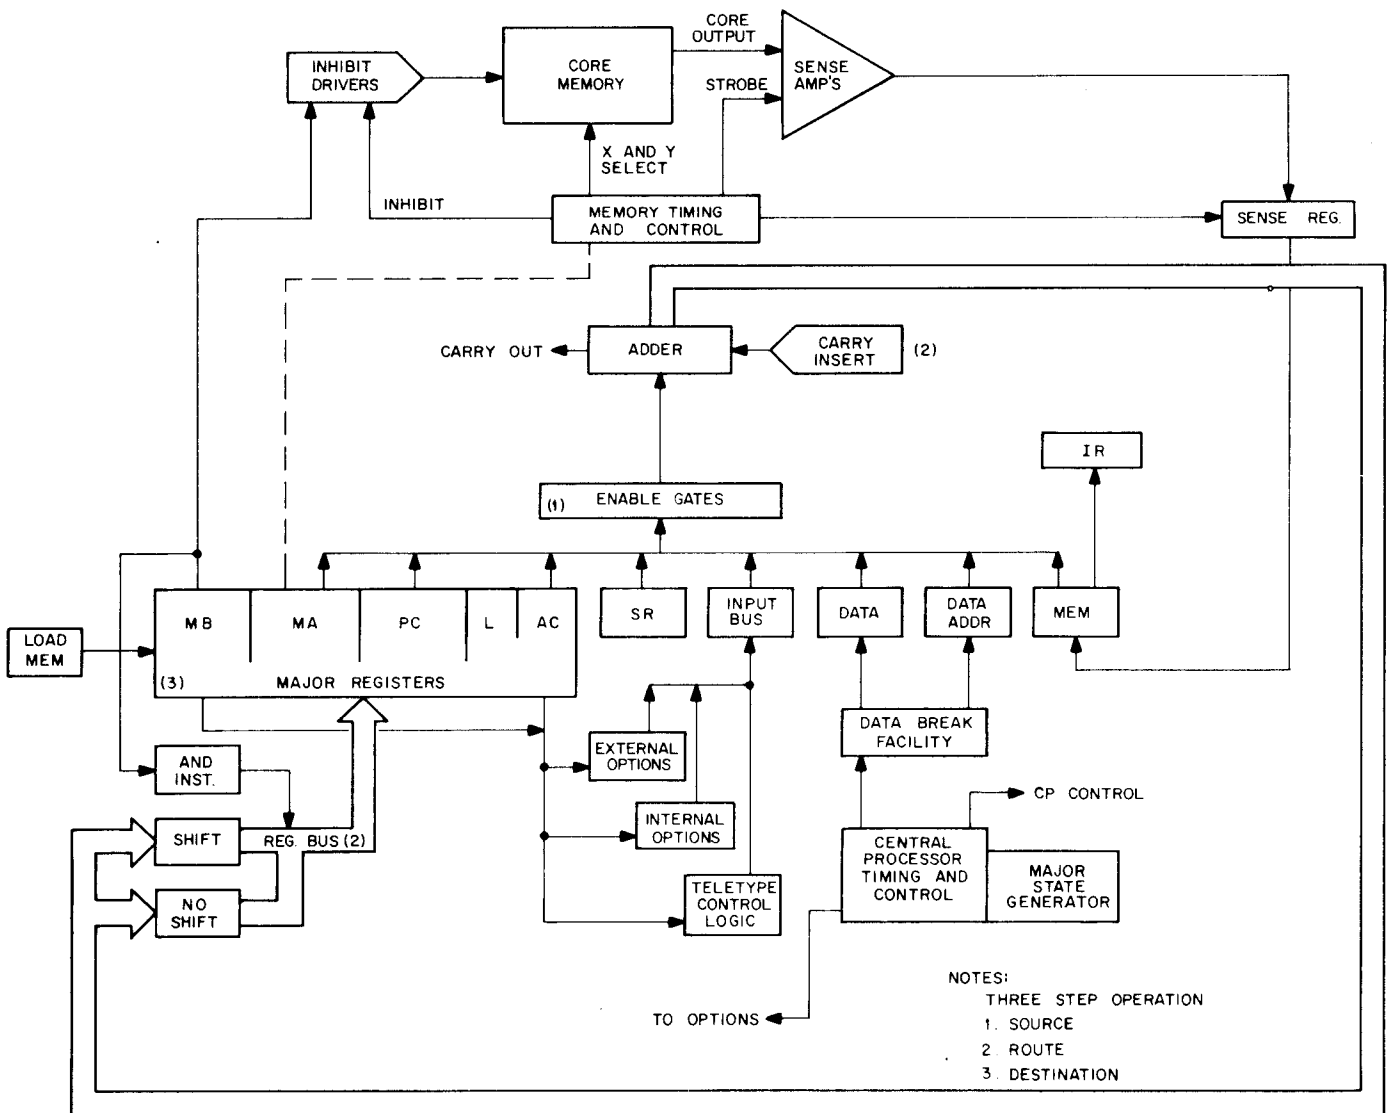 CORE
OUTPUT
INHIBIT
DRIVERS
CORE
MEMORY
SENSE
AMP'S
STROBE
X AND Y
SELECT
INHIBIT
MEMORY TIMING
AND CONTROL
SENSE REG.
CARRY OUT
ADDER
CARRY
INSERT
(2)
IR
(1) ENABLE GATES
MB MA PC L AC
SR
INPUT
BUS
DATA
DATA
ADDR
MEM
LOAD
MEM
(3) MAJOR REGISTERS
DATA BREAK
FACILITY
EXTERNAL
OPTIONS
AND
INST.
CP CONTROL
INTERNAL
OPTIONS
SHIFT
REG. BUS (2)
CENTRAL
PROCESSOR
TIMING AND
CONTROL
MAJOR
STATE
GENERATOR
TELETYPE
CONTROL
LOGIC
NO
SHIFT
TO OPTIONS
NOTES:
THREE STEP OPERATION
1. SOURCE
2. ROUTE
3. DESTINATION